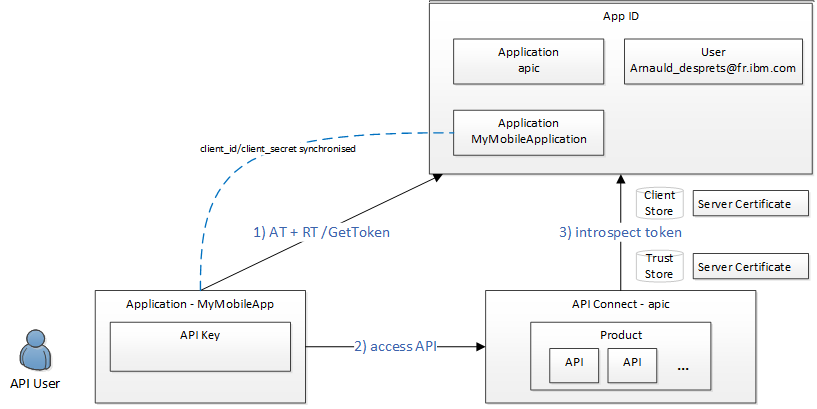 App ID
Application
apic
User
Arnauld_desprets@fr.ibm.com
Application
MyMobileApplication
client_id/client_secret synchronised
Client
Store
Server Certificate
1) AT + RT /GetToken
3) introspect token
Trust
Store
Server Certificate
Application - MyMobileApp
API Key
API Connect - apic
Product
API
API
...
2) access API
API User